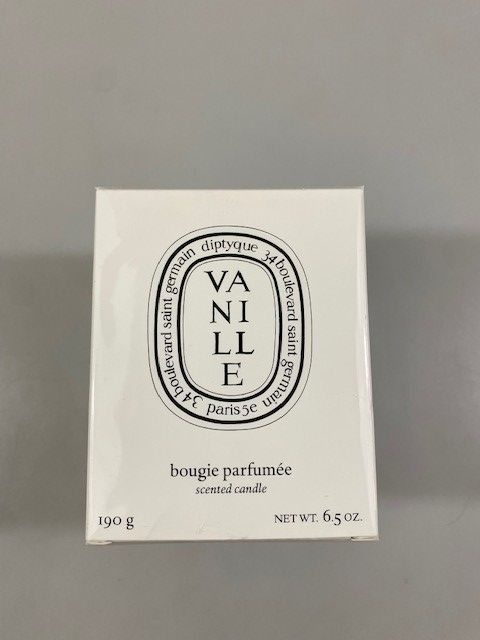 diptyque 34 boulevard saint germain paris 5e 34 boulevard saint germain
VA
NI
LL
E
bougie parfumée
scented candle
190 g
NET WT. 6.5 OZ.